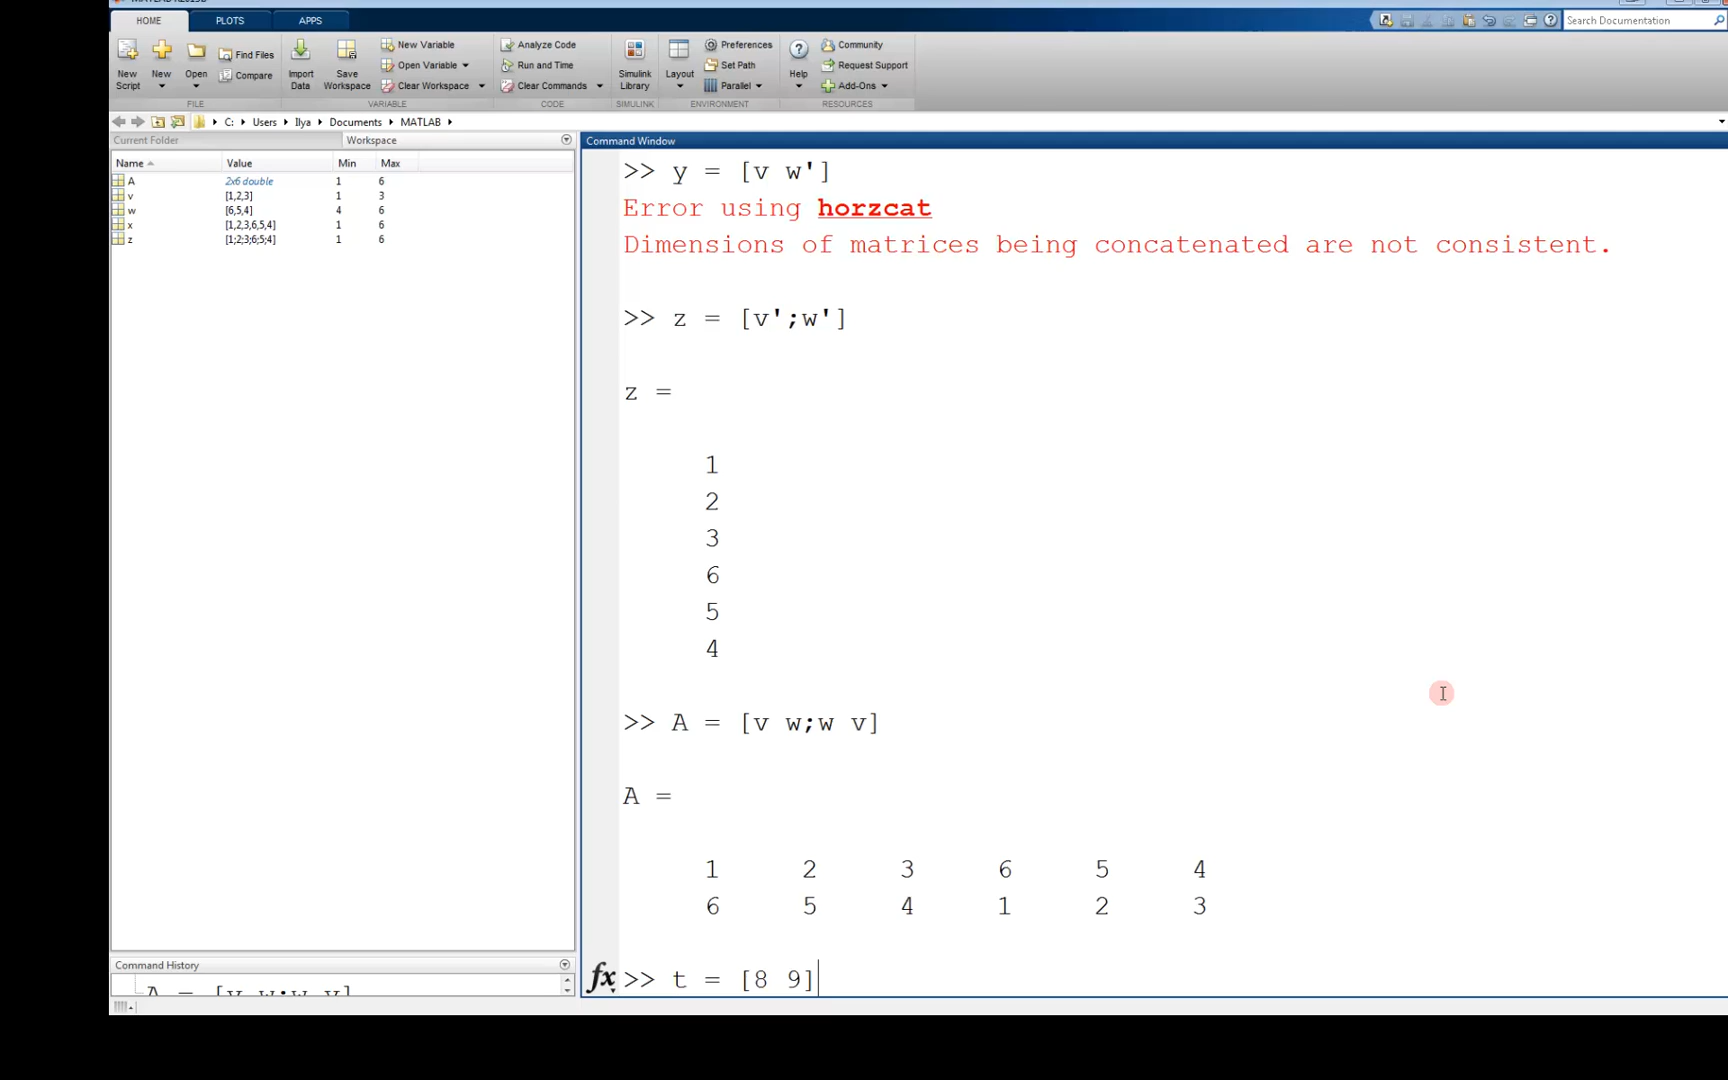 HOME PLOTS APPS
Search Documentation
New Script
New
Open
Find Files
Compare
Import Data
Save Workspace
New Variable
Open Variable
Clear Workspace
Analyze Code
Run and Time
Clear Commands
Simulink Library
Layout
Preferences
Set Path
Parallel
Help
Community
Request Support
Add-Ons
FILE VARIABLE CODE SIMULINK ENVIRONMENT RESOURCES
C: Users Ilya Documents MATLAB
Current Folder Workspace
Name Value Min Max
A 2x6 double 1 6
v [1,2,3] 1 3
w [6,5,4] 4 6
x [1,2,3,6,5,4] 1 6
z [1;2;3;6;5;4] 1 6
Command History
A = [v w;w v]
Command Window
>> y = [v w']
Error using horzcat
Dimensions of matrices being concatenated are not consistent.
>> z = [v';w']
z =
1
2
3
6
5
4
>> A = [v w;w v]
A =
1 2 3 6 5 4
6 5 4 1 2 3
fx >> t = [8 9]